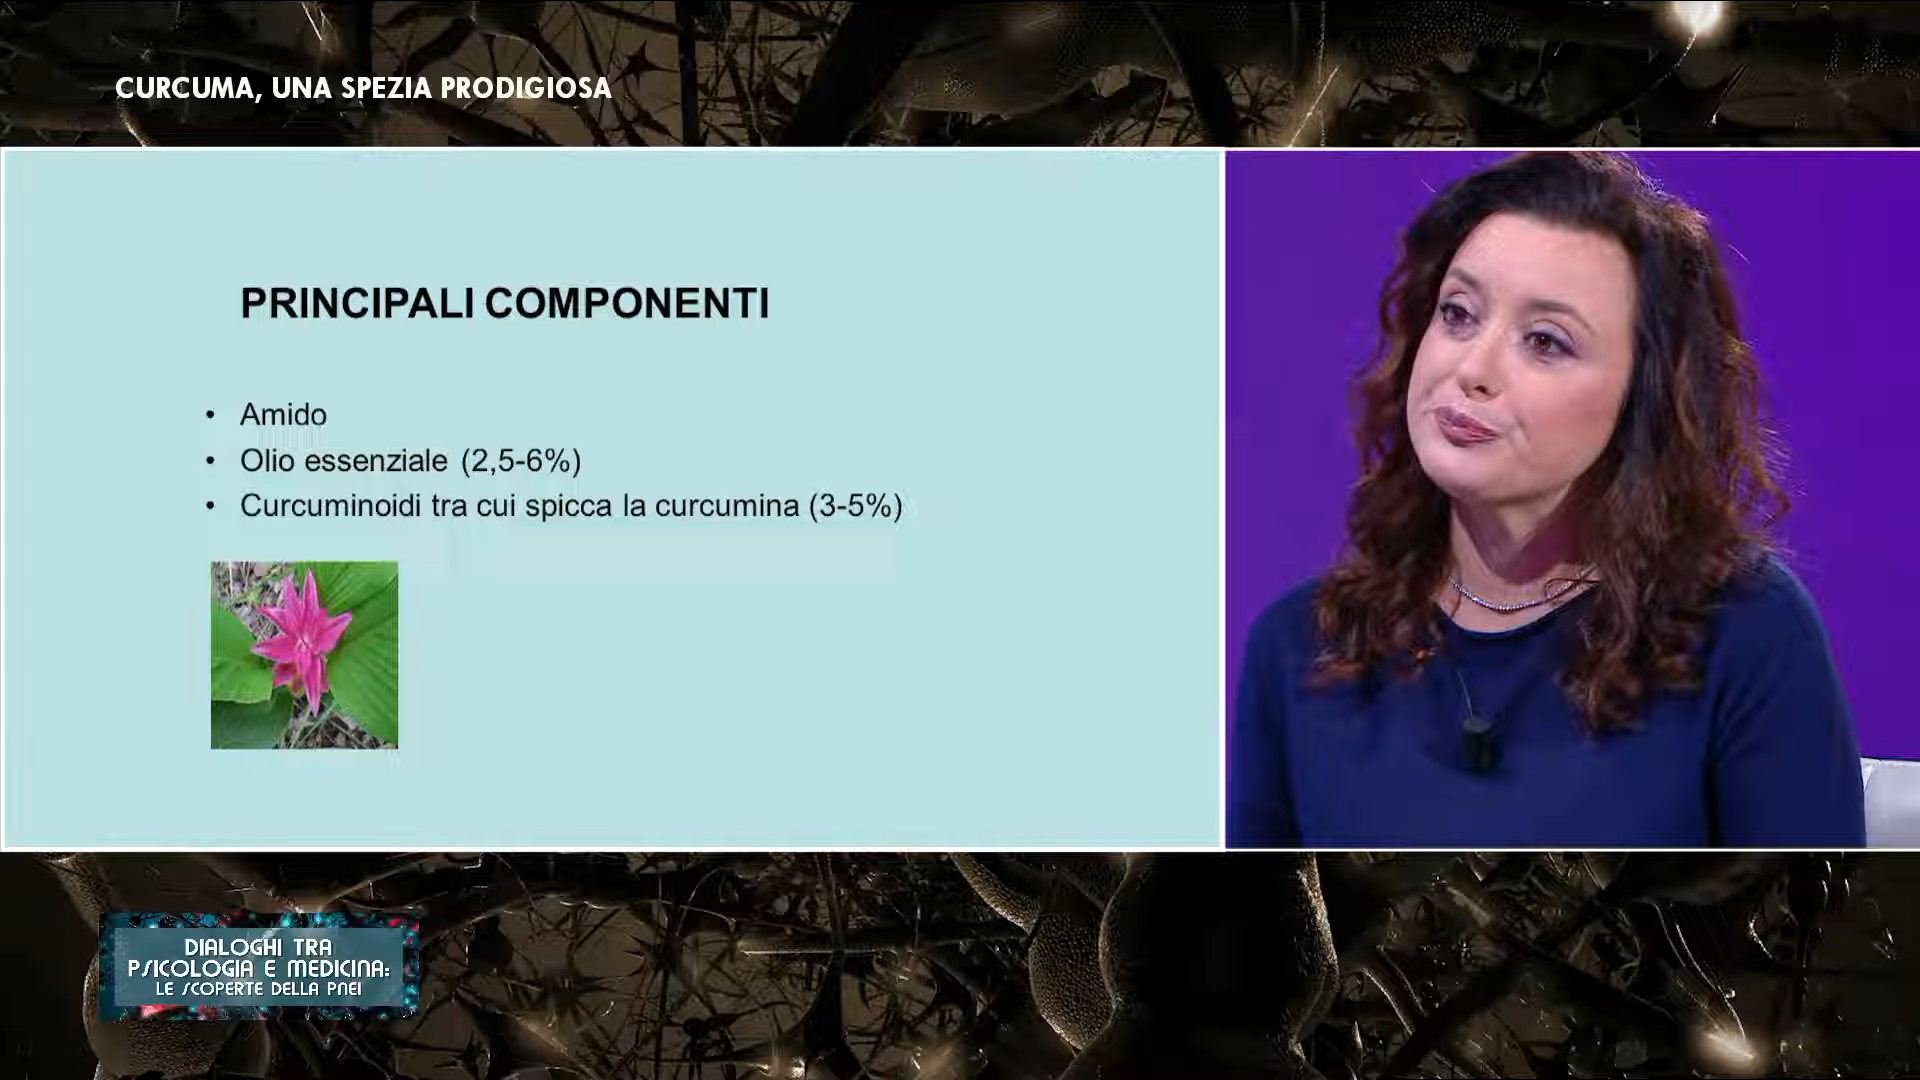 CURCUMA, UNA SPEZIA PRODIGIOSA
PRINCIPALI COMPONENTI
• Amido
• Olio essenziale (2,5-6%)
• Curcuminoidi tra cui spicca la curcumina (3-5%)
DIALOGHI TRA
PSICOLOGIA E MEDICINA:
LE SCOPERTE DELLA PNEI